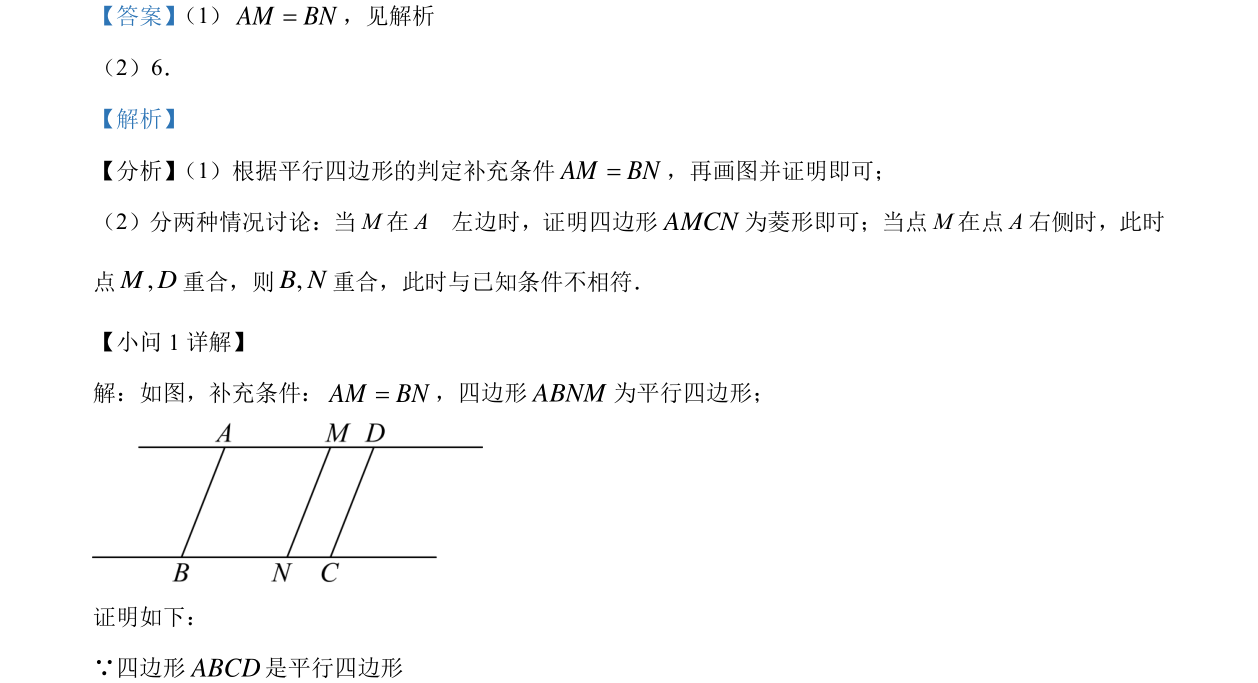 【答案】（1） AM = BN ，见解析
（2）6．
【解析】
【分析】（1）根据平行四边形的判定补充条件 AM = BN ，再画图并证明即可；
（2）分两种情况讨论：当 M 在 A 左边时，证明四边形 AMCN 为菱形即可；当点 M 在点 A 右侧时，此时
点 M , D 重合，则 B, N 重合，此时与已知条件不相符．
【小问 1 详解】
解：如图，补充条件： AM = BN ，四边形 ABNM 为平行四边形；
A M D
B N C
证明如下：
∵四边形 ABCD 是平行四边形